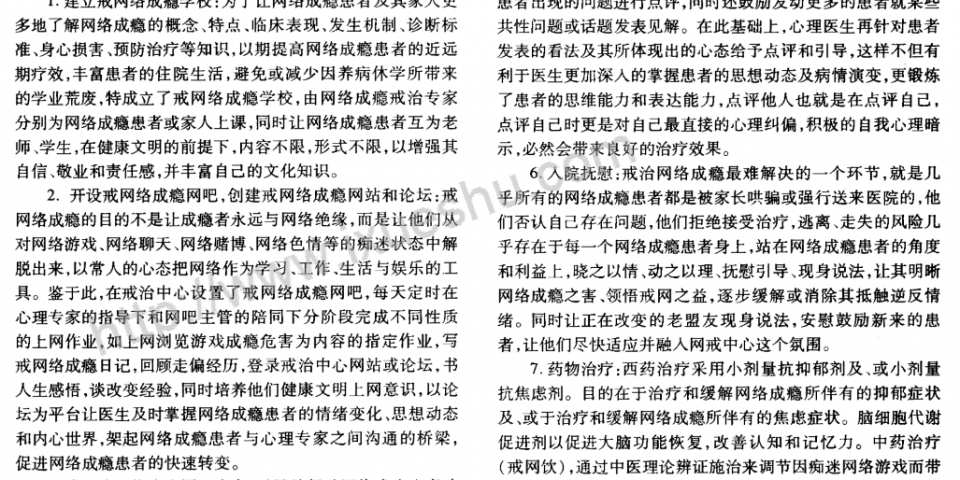 1. 建立戒网络成瘾学校:为了让网络成瘾患者及其家人更
多地了解网络成瘾的概念、特点、临床表现、发生机制、诊断标
准、身心损害、预防治疗等知识,以期提高网络成瘾患者的近远
期疗效,丰富患者的住院生活,避免或减少因养病休学所带来
的学业荒废,特成立了戒网络成瘾学校,由网络成瘾戒治专家
分别为网络成瘾患者或家人上课,同时让网络成瘾患者互为老
师、学生,在健康文明的前提下,内容不限,形式不限,以增强其
自信、敬业和责任感,并丰富自己的文化知识。
2. 开设戒网络成瘾网吧,创建戒网络成瘾网站和论坛:戒
网络成瘾的目的不是让成瘾者永远与网络绝缘,而是让他们从
对网络游戏、网络聊天、网络赌博、网络色情等的痴迷状态中解
脱出来,以常人的心态把网络作为学习、工作、生活与娱乐的工
具。鉴于此,在戒治中心设置了戒网络成瘾网吧,每天定时在
心理专家的指导下和网吧主管的陪同下分阶段完成不同性质
的上网作业,如上网浏览游戏成瘾危害为内容的指定作业,写
戒网络成瘾日记,回顾走偏经历,登录戒治中心网站或论坛,书
人生感悟,谈改变经验,同时培养他们健康文明上网意识,以论
坛为平台让医生及时掌握网络成瘾患者的情绪变化、思想动态
和内心世界,架起网络成瘾患者与心理专家之间沟通的桥梁,
促进网络成瘾患者的快速转变。
患者出现的问题进行点评,同时还鼓励发动更多的患者就某些
共性问题或话题发表见解。在此基础上,心理医生再针对患者
发表的看法及其所体现出的心态给予点评和引导,这样不但有
利于医生更加深入的掌握患者的思想动态及病情演变,更锻炼
了患者的思维能力和表达能力,点评他人也就是在点评自己,
点评自己时更是对自己最直接的心理纠偏,积极的自我心理暗
示,必然会带来良好的治疗效果。
6. 入院抚慰:戒治网络成瘾最难解决的一个环节,就是几
乎所有的网络成瘾患者都是被家长哄骗或强行送来医院的,他
们否认自己存在问题,他们拒绝接受治疗,逃离、走失的风险几
乎存在于每一个网络成瘾患者身上,站在网络成瘾患者的角度
和利益上,晓之以情、动之以理、抚慰引导、现身说法,让其明晰
网络成瘾之害、领悟戒网之益,逐步缓解或消除其抵触逆反情
绪。同时让正在改变的老盟友现身说法,安慰鼓励新来的患
者,让他们尽快适应并融入网戒中心这个氛围。
7. 药物治疗:西药治疗采用小剂量抗抑郁剂及、或小剂量
抗焦虑剂。目的在于治疗和缓解网络成瘾所伴有的抑郁症状
及、或于治疗和缓解网络成瘾所伴有的焦虑症状。脑细胞代谢
促进剂以促进大脑功能恢复,改善认知和记忆力。中药治疗
(戒网饮),通过中医理论辨证施治来调节因痴迷网络游戏而带
http://www.ixueshu.com